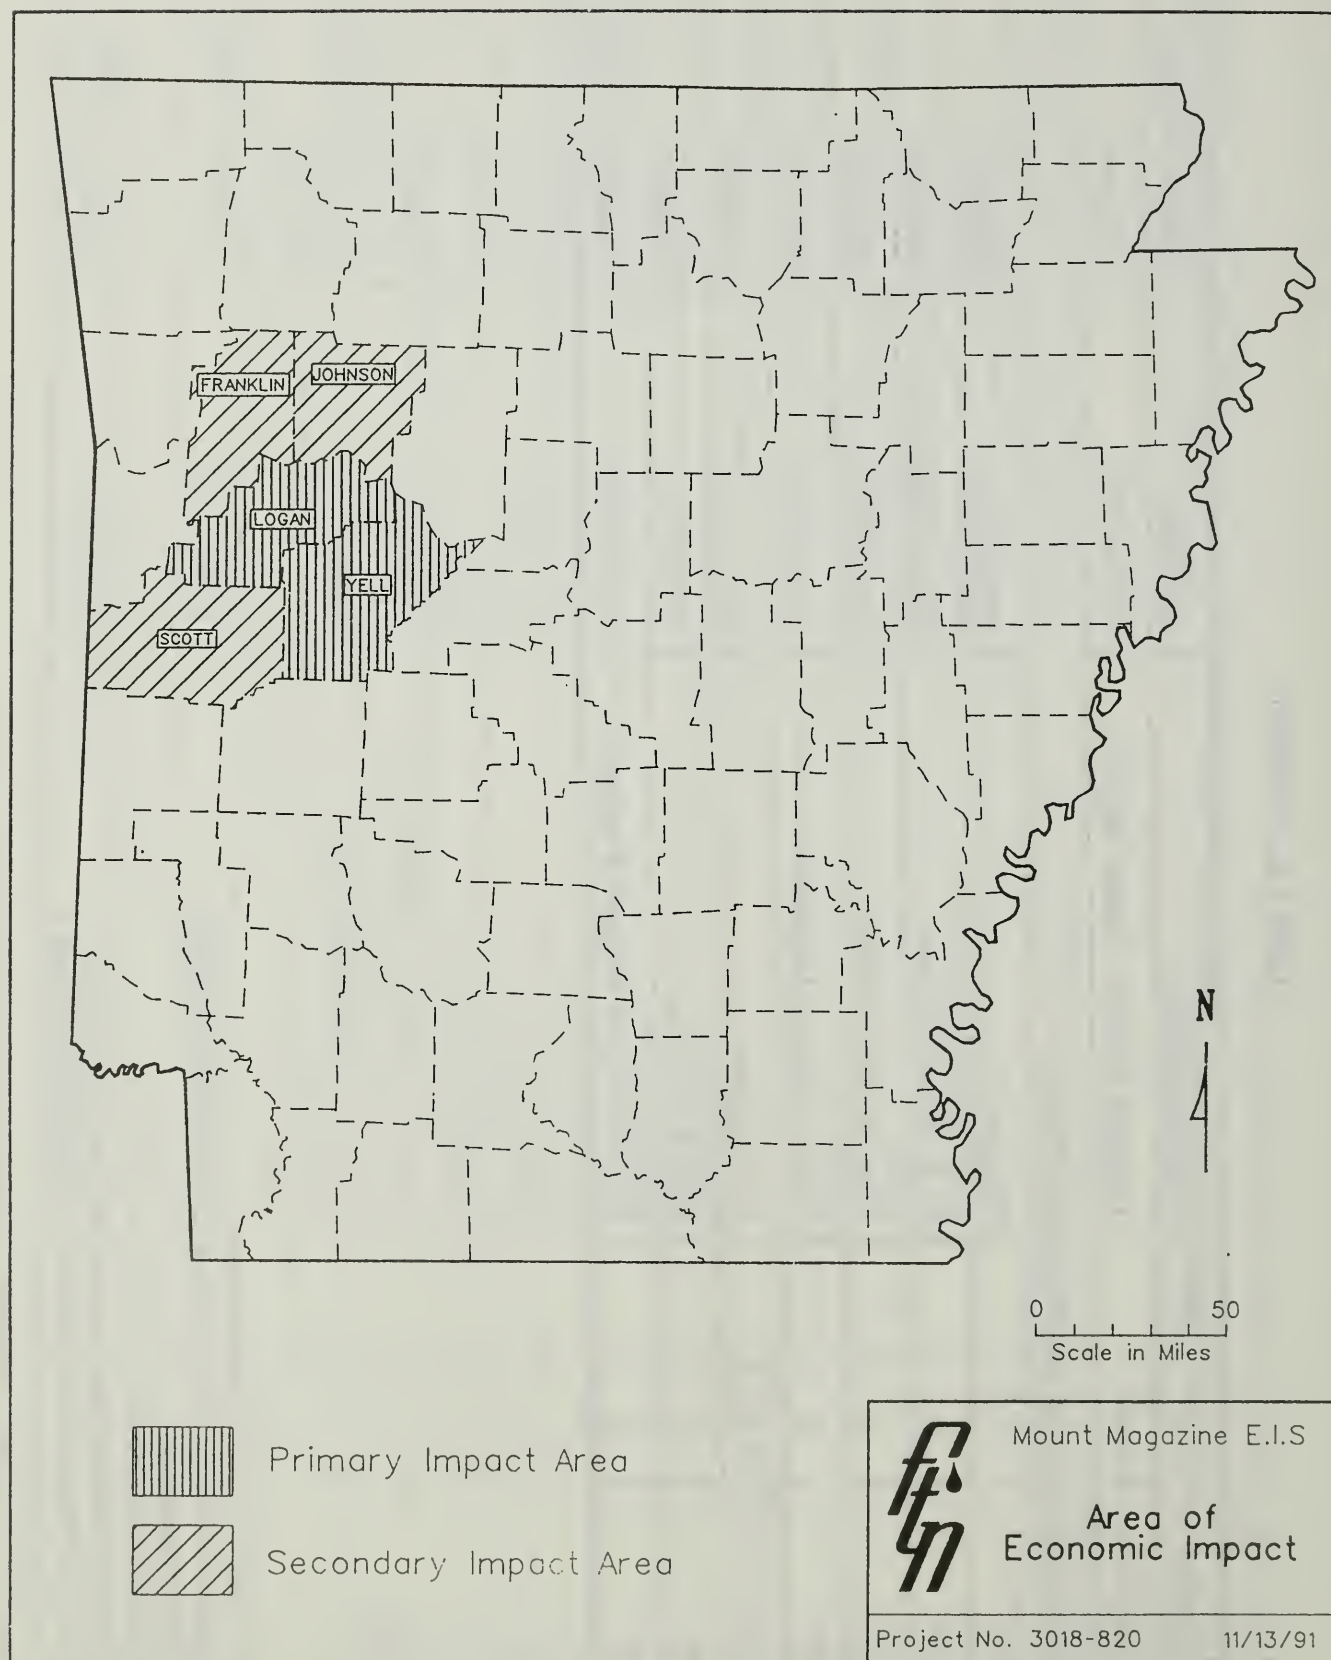 FRANKLIN
JOHNSON
LOGAN
YELL
SCOTT
N
0 50
Scale in Miles
Primary Impact Area
Secondary Impact Area
ftn
Mount Magazine E.I.S
Area of
Economic Impact
Project No. 3018-820 11/13/91